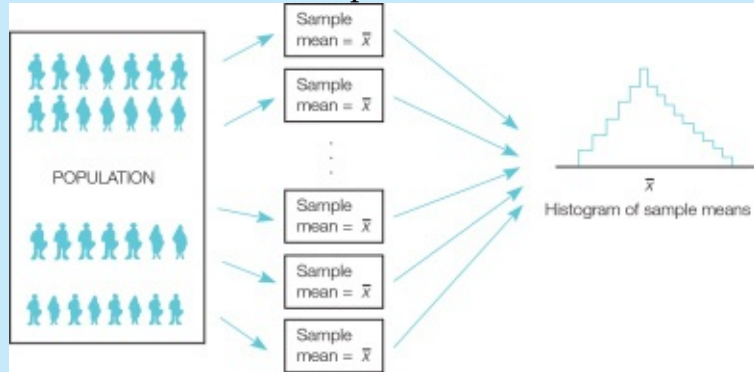 POPULATION
Sample
mean = x̅
Sample
mean = x̅
Sample
mean = x̅
Sample
mean = x̅
Sample
mean = x̅
x̅
Histogram of sample means